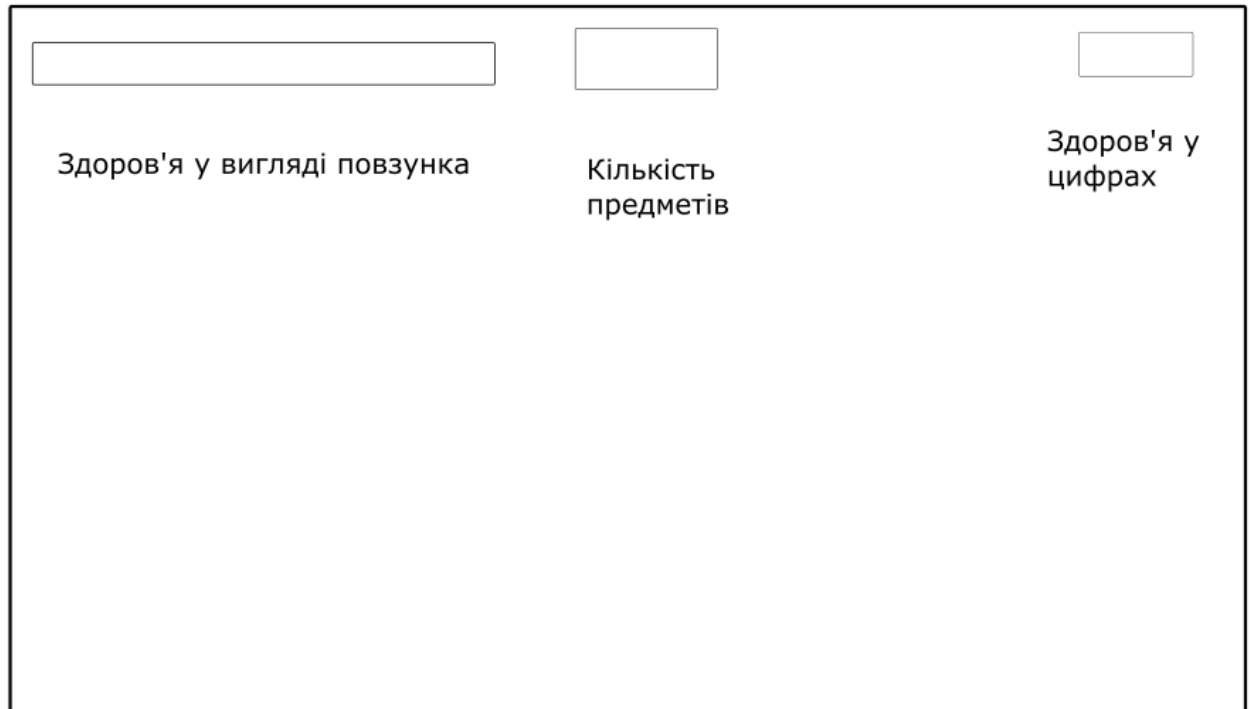 Здоров'я у вигляді повзунка
Кількість
предметів
Здоров'я у
цифрах